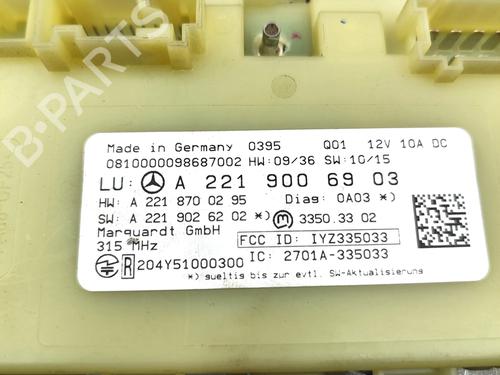 Made in Germany 0395 Q01 12V 10A DC
0810000098687002 HW:09/36 SW:10/15
LU: A 221 900 69 03
HW: A 221 870 02 95 Diag: 0A03 *)
SW: A 221 902 62 02 *) 3350.33 02
Marquardt GmbH
315 MHz
FCC ID: IYZ335033
R 204Y51000300 IC: 2701A-335033
*) gueltig bis zur evtl. SW-Aktualisierung
B-PARTS